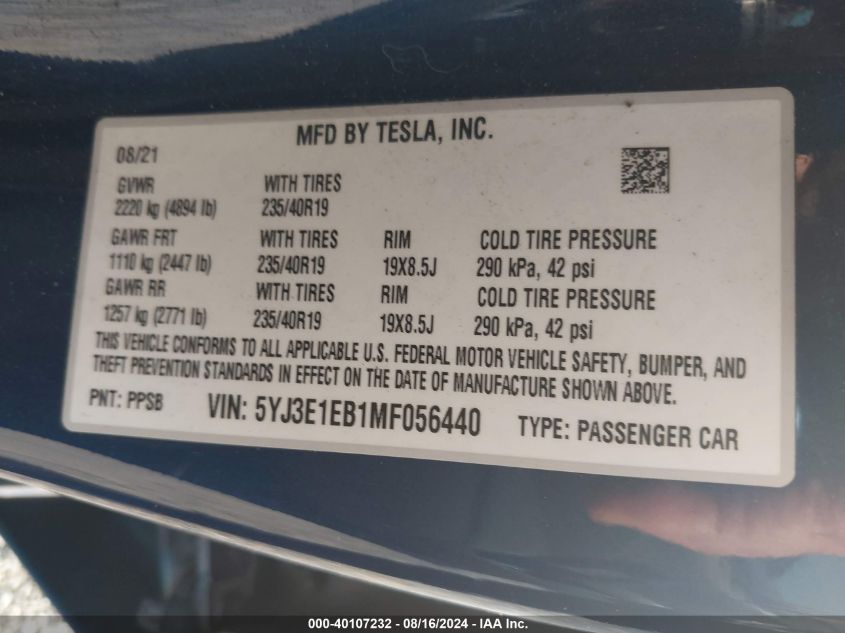 MFD BY TESLA, INC.
08/21
GVWR WITH TIRES
2220 kg (4894 lb) 235/40R19
GAWR FRT WITH TIRES RIM COLD TIRE PRESSURE
1110 kg (2447 lb) 235/40R19 19X8.5J 290 kPa, 42 psi
GAWR RR WITH TIRES RIM COLD TIRE PRESSURE
1257 kg (2771 lb) 235/40R19 19X8.5J 290 kPa, 42 psi
THIS VEHICLE CONFORMS TO ALL APPLICABLE U.S. FEDERAL MOTOR VEHICLE SAFETY, BUMPER, AND
THEFT PREVENTION STANDARDS IN EFFECT ON THE DATE OF MANUFACTURE SHOWN ABOVE.
PNT: PPSB VIN: 5YJ3E1EB1MF056440 TYPE: PASSENGER CAR
000-40107232 - 08/16/2024 - IAA Inc.